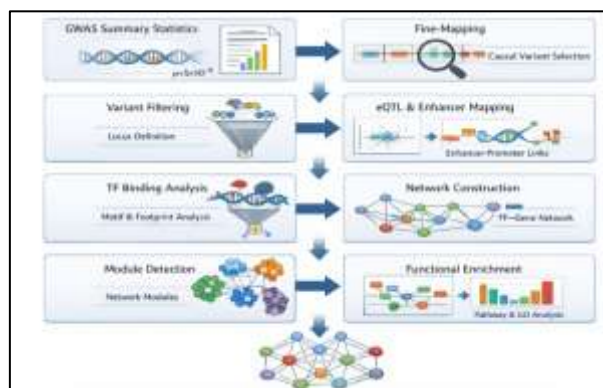 GWAS Summary Statistics
Fine-Mapping
Causal Variant Selection
Variant Filtering
Locus Definition
eQTL & Enhancer Mapping
Enhancer-Promoter Links
TF Binding Analysis
Motif & Footprint Analysis
Network Construction
TF–Gene Network
Module Detection
Network Modules
Functional Enrichment
Pathway & GO Analysis